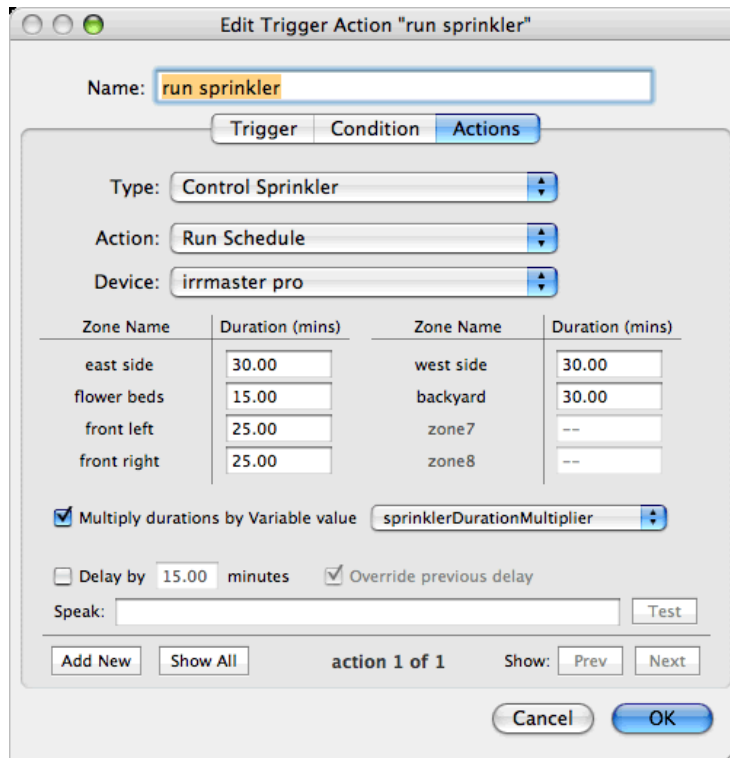 Edit Trigger Action "run sprinkler"
Name: run sprinkler
Trigger Condition Actions
Type: Control Sprinkler
Action: Run Schedule
Device: irrmaster pro
Zone Name Duration (mins) Zone Name Duration (mins)
east side 30.00 west side 30.00
flower beds 15.00 backyard 30.00
front left 25.00 zone7 --
front right 25.00 zone8 --
Multiply durations by Variable value sprinklerDurationMultiplier
Delay by 15.00 minutes Override previous delay
Speak: Test
Add New Show All action 1 of 1 Show: Prev Next
Cancel OK